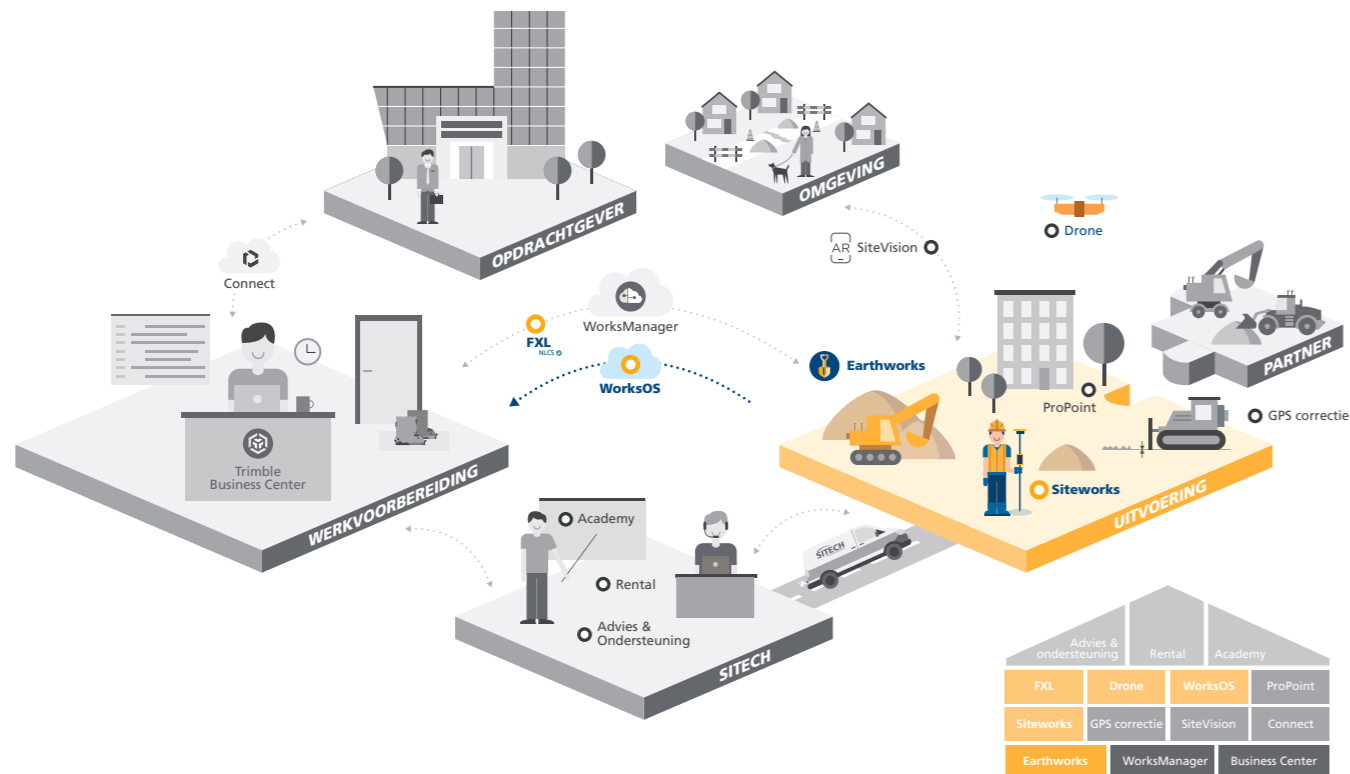 OPDRACHTGEVER
OMGEVING
Drone
AR SiteVision
Connect
WorksManager
FXL
NLCS
WorksOS
Earthworks
PARTNER
ProPoint
GPS correctie
Trimble
Business Center
WERKVOORBEREIDING
Siteworks
UITVOERING
Academy
SITECH
Rental
Advies &
Ondersteuning
SITECH
Advies &
ondersteuning
Rental
Academy
FXL
Drone
WorksOS
ProPoint
Siteworks
GPS correctie
SiteVision
Connect
Earthworks
WorksManager
Business Center